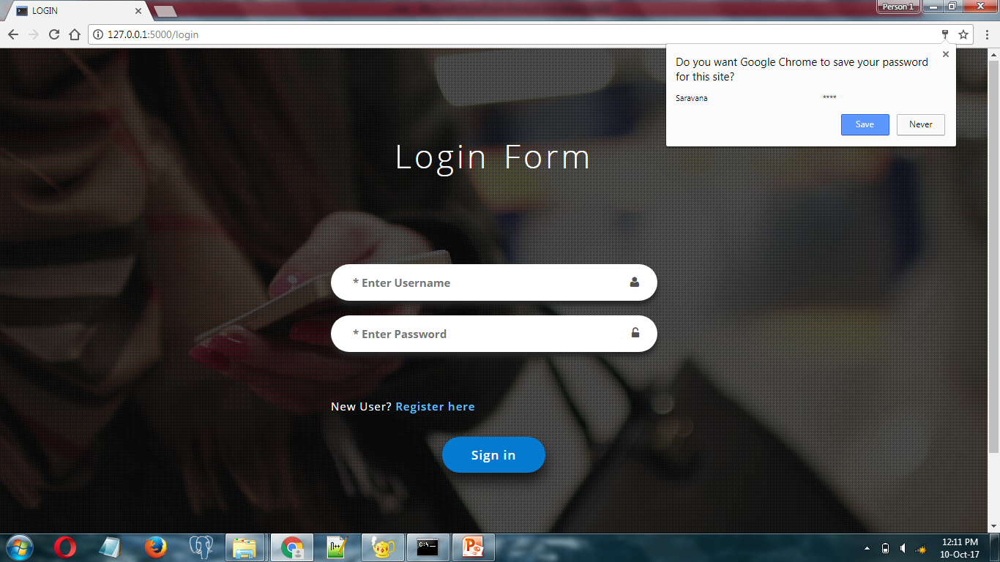 LOGIN
Person 1
127.0.0.1:5000/login
Do you want Google Chrome to save your password
for this site?
Saravana ****
Save Never
Login Form
* Enter Username
* Enter Password
New User? Register here
Sign in
12:11 PM
10-Oct-17